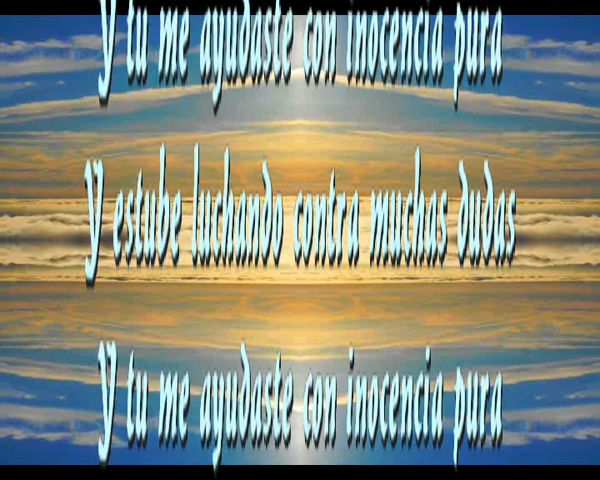 Y tu me ayudaste con inocencia pura
Y estube luchando contra muchas dudas
Y tu me ayudaste con inocencia pura